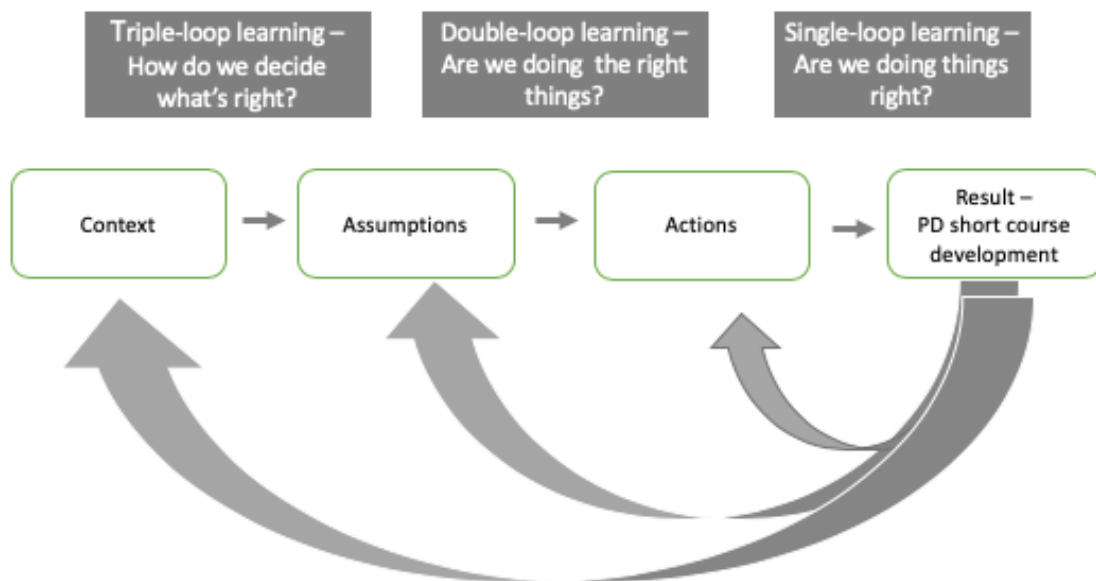 Triple-loop learning –
How do we decide
what's right?
Double-loop learning –
Are we doing the right
things?
Single-loop learning –
Are we doing things
right?
Context
Assumptions
Actions
Result –
PD short course
development